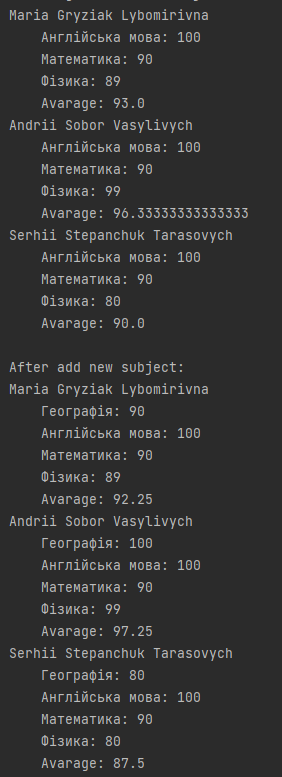 Maria Gryziak Lybomirivna
Англійська мова: 100
Математика: 90
Фізика: 89
Avarage: 93.0
Andrii Sobor Vasylivych
Англійська мова: 100
Математика: 90
Фізика: 99
Avarage: 96.33333333333333
Serhii Stepanchuk Tarasovych
Англійська мова: 100
Математика: 90
Фізика: 80
Avarage: 90.0
After add new subject:
Maria Gryziak Lybomirivna
Географія: 90
Англійська мова: 100
Математика: 90
Фізика: 89
Avarage: 92.25
Andrii Sobor Vasylivych
Географія: 100
Англійська мова: 100
Математика: 90
Фізика: 99
Avarage: 97.25
Serhii Stepanchuk Tarasovych
Географія: 80
Англійська мова: 100
Математика: 90
Фізика: 80
Avarage: 87.5